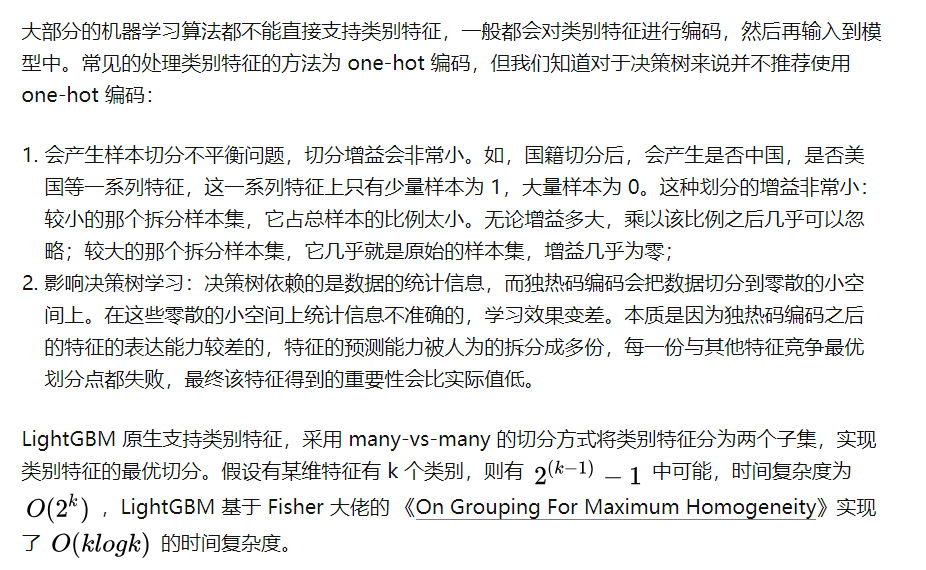 大部分的机器学习算法都不能直接支持类别特征，一般都会对类别特征进行编码，然后再输入到模
型中。常见的处理类别特征的方法为 one-hot 编码，但我们知道对于决策树来说并不推荐使用
one-hot 编码：
1. 会产生样本切分不平衡问题，切分增益会非常小。如，国籍切分后，会产生是否中国，是否美
国等一系列特征，这一系列特征上只有少量样本为 1，大量样本为 0。这种划分的增益非常小：
较小的那个拆分样本集，它占总样本的比例太小。无论增益多大，乘以该比例之后几乎可以忽
略；较大的那个拆分样本集，它几乎就是原始的样本集，增益几乎为零；
2. 影响决策树学习：决策树依赖的是数据的统计信息，而独热码编码会把数据切分到零散的小空
间上。在这些零散的小空间上统计信息不准确的，学习效果变差。本质是因为独热码编码之后
的特征的表达能力较差的，特征的预测能力被人为的拆分成多份，每一份与其他特征竞争最优
划分点都失败，最终该特征得到的重要性会比实际值低。
LightGBM 原生支持类别特征，采用 many-vs-many 的切分方式将类别特征分为两个子集，实现
类别特征的最优切分。假设有某维特征有 k 个类别，则有 2^{(k-1)} - 1 中可能，时间复杂度为
O(2^k) ，LightGBM 基于 Fisher 大佬的 《On Grouping For Maximum Homogeneity》实现
了 O(klogk) 的时间复杂度。